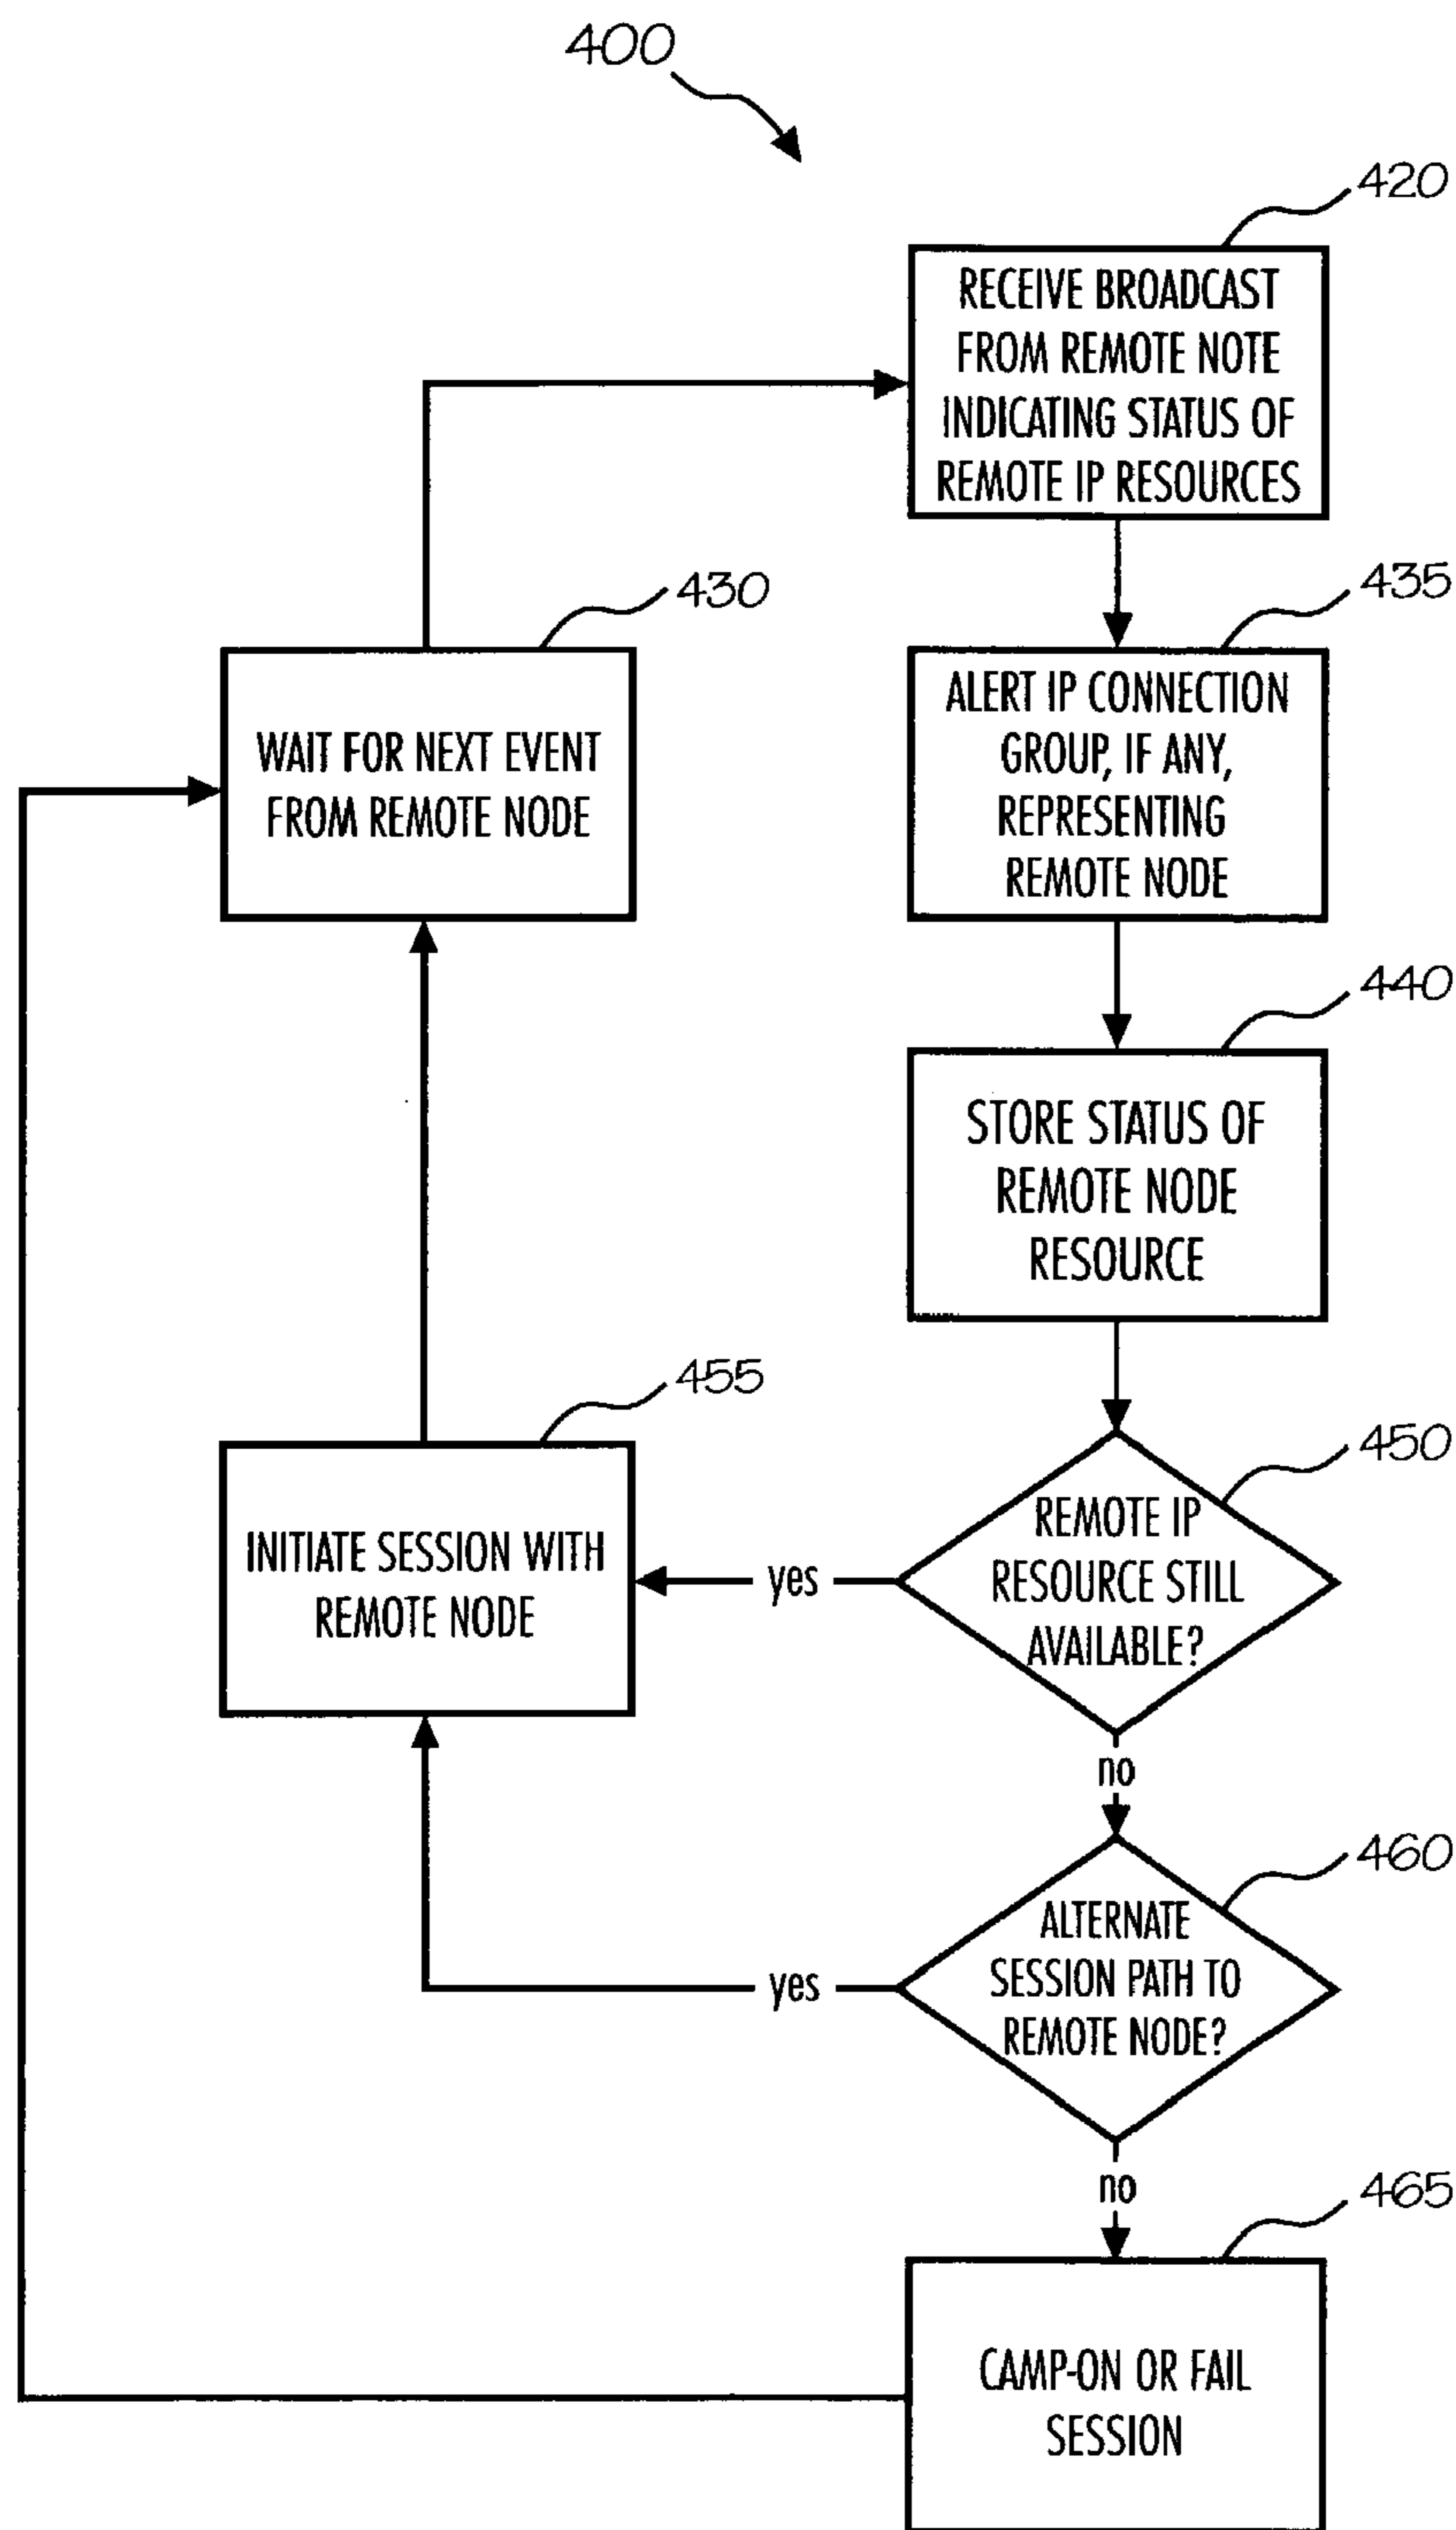 400
420
RECEIVE BROADCAST
FROM REMOTE NOTE
INDICATING STATUS OF
REMOTE IP RESOURCES
430
WAIT FOR NEXT EVENT
FROM REMOTE NODE
435
ALERT IP CONNECTION
GROUP, IF ANY,
REPRESENTING
REMOTE NODE
440
STORE STATUS OF
REMOTE NODE
RESOURCE
455
INITIATE SESSION WITH
REMOTE NODE
450
REMOTE IP
RESOURCE STILL
AVAILABLE?
yes
no
460
ALTERNATE
SESSION PATH TO
REMOTE NODE?
yes
no
465
CAMP-ON OR FAIL
SESSION